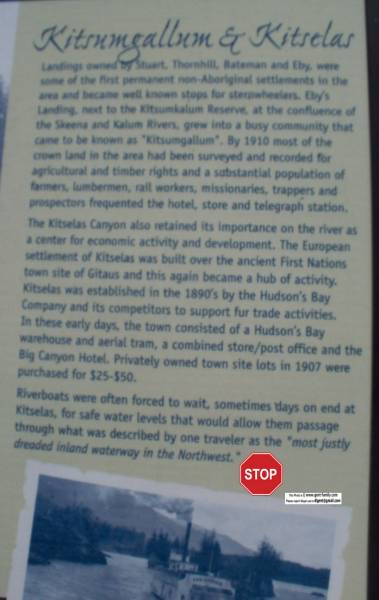 Kitsumgallum & Kitselas
Landings owned by Stuart, Thornhill, Bateman and Eby, were
some of the first permanent non-Aboriginal settlements in the
area and became well known stops for sternwheelers. Eby's
Landing, next to the Kitsumkalum Reserve, at the confluence of
the Skeena and Kalum Rivers, grew into a busy community that
came to be known as "Kitsumgallum". By 1910 most of the
crown land in the area had been surveyed and recorded for
agricultural and timber rights and a substantial population of
farmers, lumbermen, rail workers, missionaries, trappers and
prospectors frequented the hotel, store and telegraph station.
The Kitselas Canyon also retained its importance on the river as
a center for economic activity and development. The European
settlement of Kitselas was built over the ancient First Nations
town site of Gitaus and this again became a hub of activity.
Kitselas was established in the 1890's by the Hudson's Bay
Company and its competitors to support fur trade activities.
In these early days, the town consisted of a Hudson's Bay
warehouse and aerial tram, a combined store/post office and the
Big Canyon Hotel. Privately owned town site lots in 1907 were
purchased for $25-$50.
Riverboats were often forced to wait, sometimes days on end at
Kitselas, for safe water levels that would allow them passage
through what was described by one traveler as the "most justly
dreaded inland waterway in the Northwest."
STOP